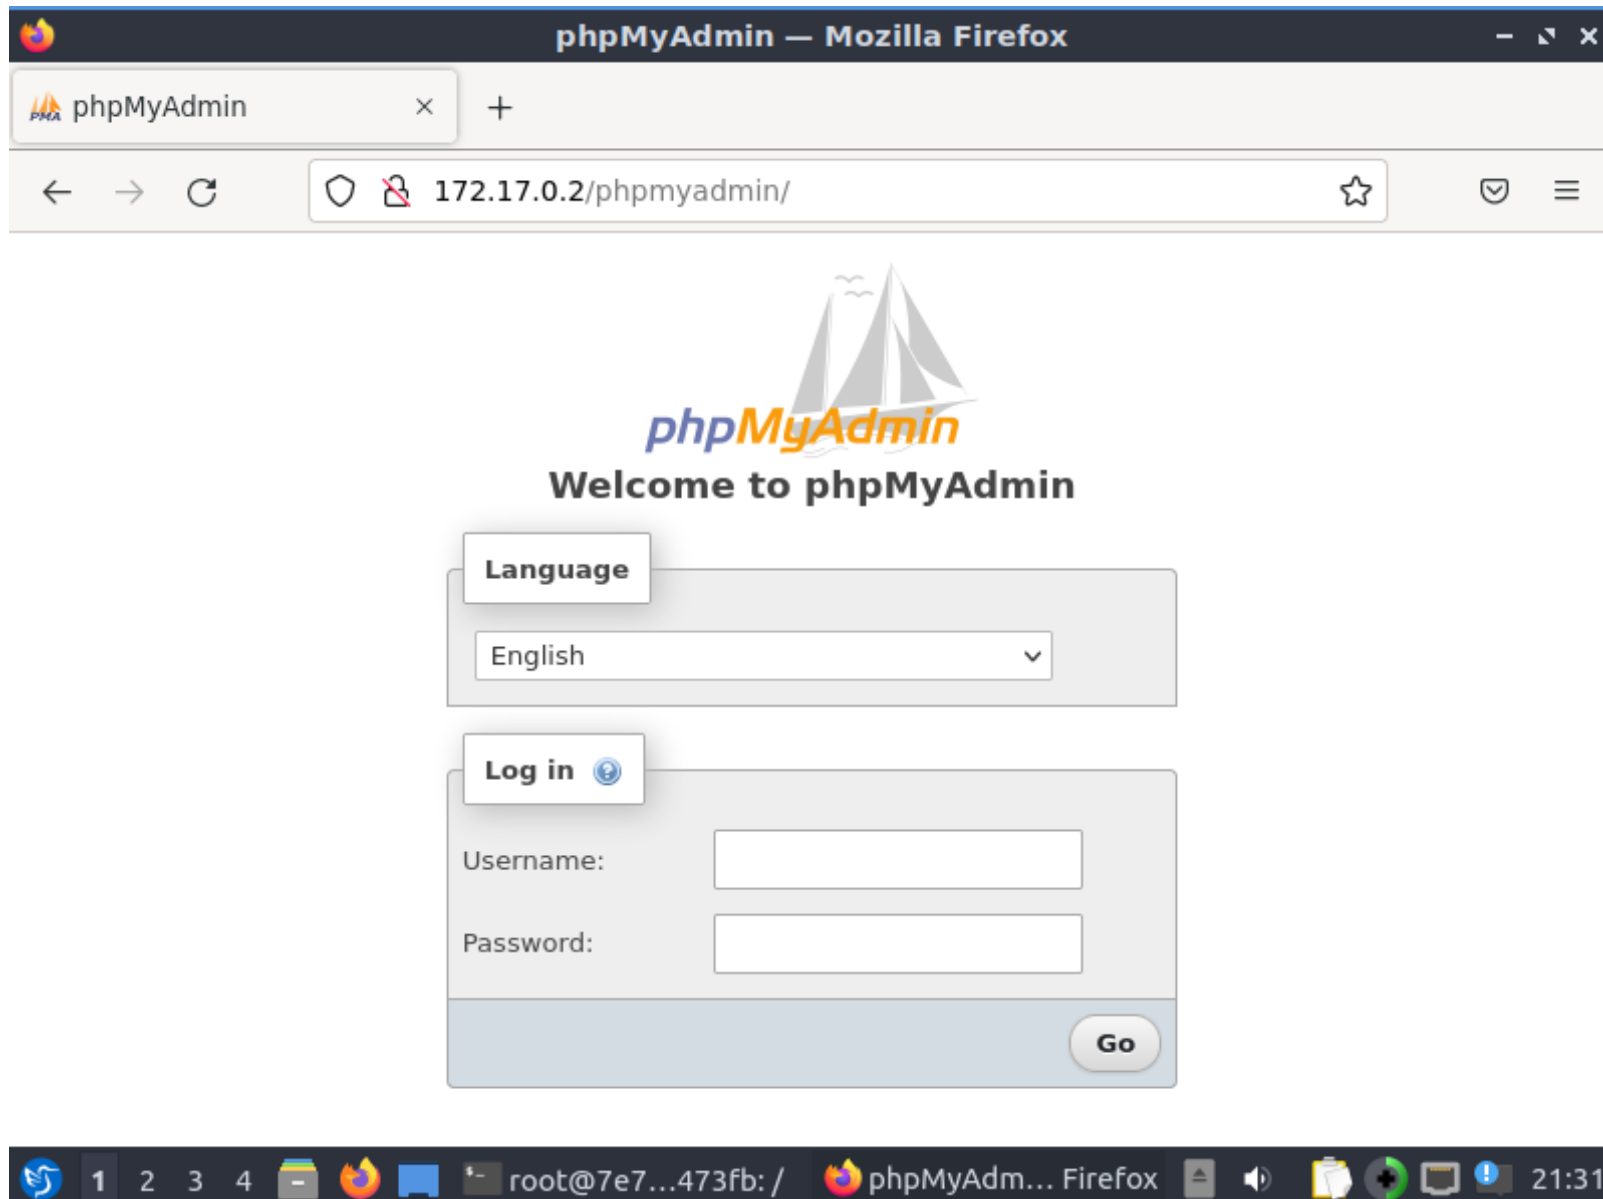 phpMyAdmin — Mozilla Firefox
phpMyAdmin
172.17.0.2/phpmyadmin/
phpMyAdmin
Welcome to phpMyAdmin
Language
English
Log in
Username:
Password:
Go
1 2 3 4 root@7e7...473fb: / phpMyAdm... Firefox 21:31